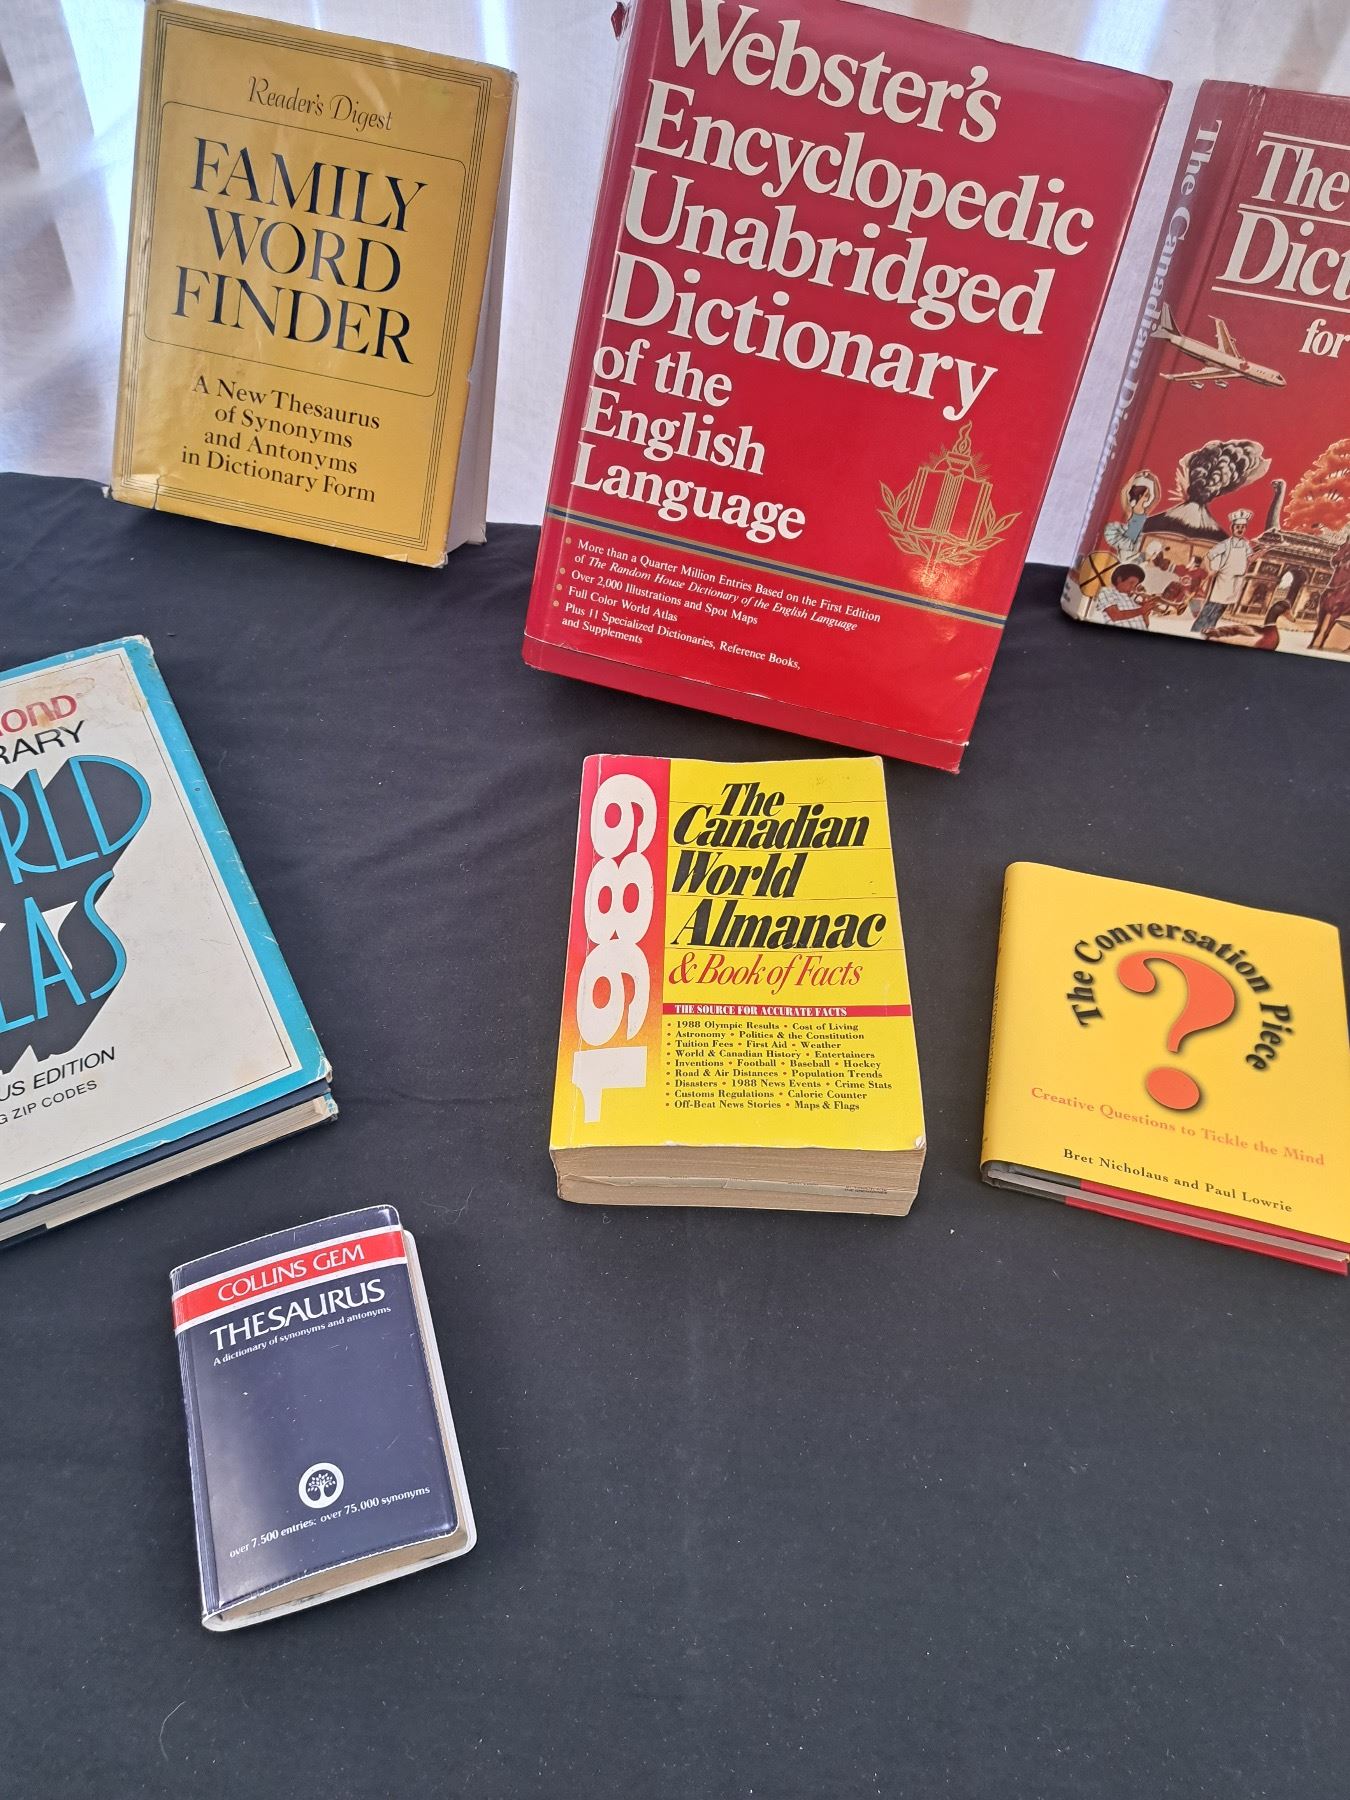 Reader's Digest
FAMILY
WORD
FINDER
A New Thesaurus
of Synonyms
and Antonyms
in Dictionary Form
Webster's
Encyclopedic
Unabridged
Dictionary
of the
English
Language
• More than a Quarter Million Entries Based on the First Edition
of The Random House Dictionary of the English Language
• Over 2,000 Illustrations and Spot Maps
• Full Color World Atlas
• Plus 11 Specialized Dictionaries, Reference Books,
and Supplements
The Canadian
The
Dict
for
OND
RARY
RLD
LAS
US EDITION
G ZIP CODES
1989
The
Canadian
World
Almanac
& Book of Facts
THE SOURCE FOR ACCURATE FACTS
• 1988 Olympic Results • Cost of Living
• Astronomy • Politics & the Constitution
• Tuition Fees • First Aid • Weather
• World & Canadian History • Entertainers
• Inventions • Football • Baseball • Hockey
• Road & Air Distances • Population Trends
• Disasters • 1988 News Events • Crime Stats
• Customs Regulations • Calorie Counter
• Off-Beat News Stories • Maps & Flags
The Conversation Piece
?
Creative Questions to Tickle the Mind
Bret Nicholaus and Paul Lowrie
COLLINS GEM
THESAURUS
A dictionary of synonyms and antonyms
over 7,500 entries: over 75,000 synonyms